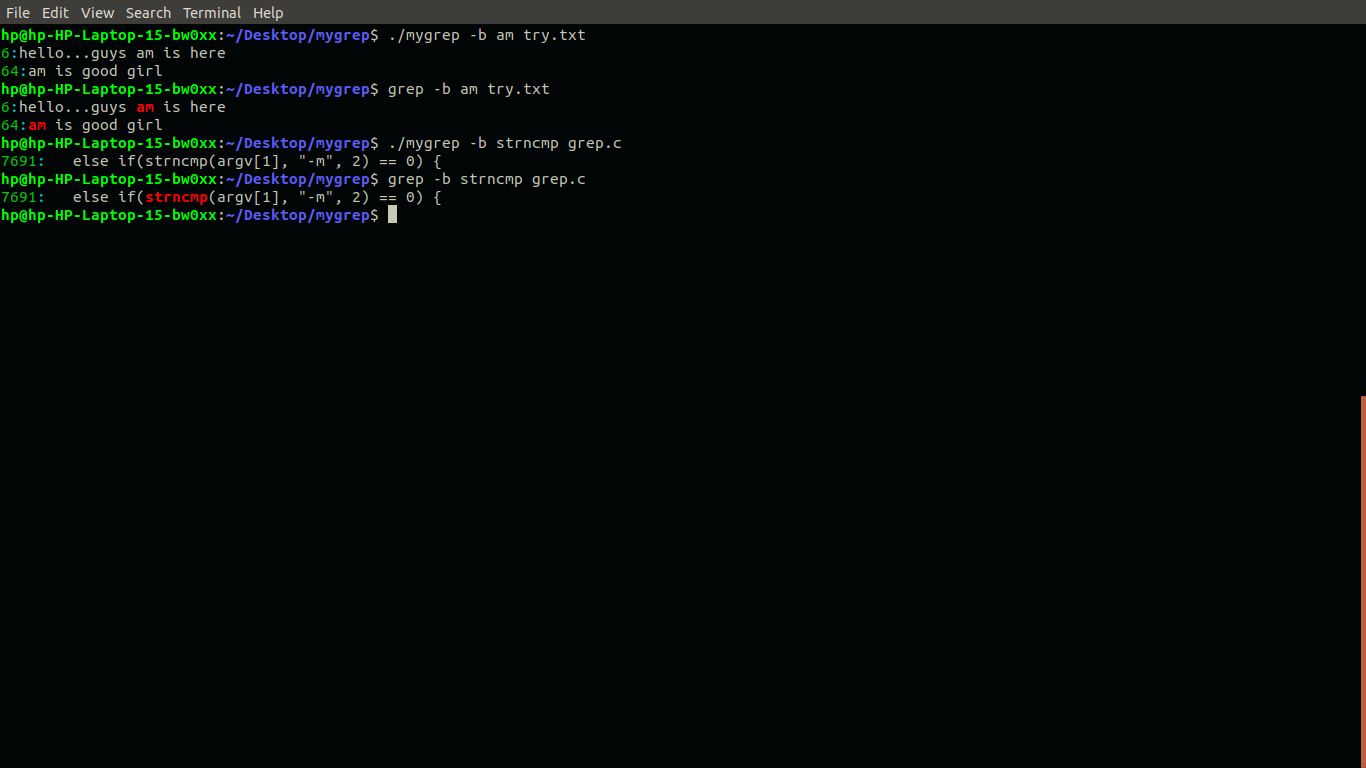 File Edit View Search Terminal Help
hp@hp-HP-Laptop-15-bw0xx:~/Desktop/mygrep$ ./mygrep -b am try.txt
6:hello...guys am is here
64:am is good girl
hp@hp-HP-Laptop-15-bw0xx:~/Desktop/mygrep$ grep -b am try.txt
6:hello...guys am is here
64:am is good girl
hp@hp-HP-Laptop-15-bw0xx:~/Desktop/mygrep$ ./mygrep -b strncmp grep.c
7691:   else if(strncmp(argv[1], "-m", 2) == 0) {
hp@hp-HP-Laptop-15-bw0xx:~/Desktop/mygrep$ grep -b strncmp grep.c
7691:   else if(strncmp(argv[1], "-m", 2) == 0) {
hp@hp-HP-Laptop-15-bw0xx:~/Desktop/mygrep$